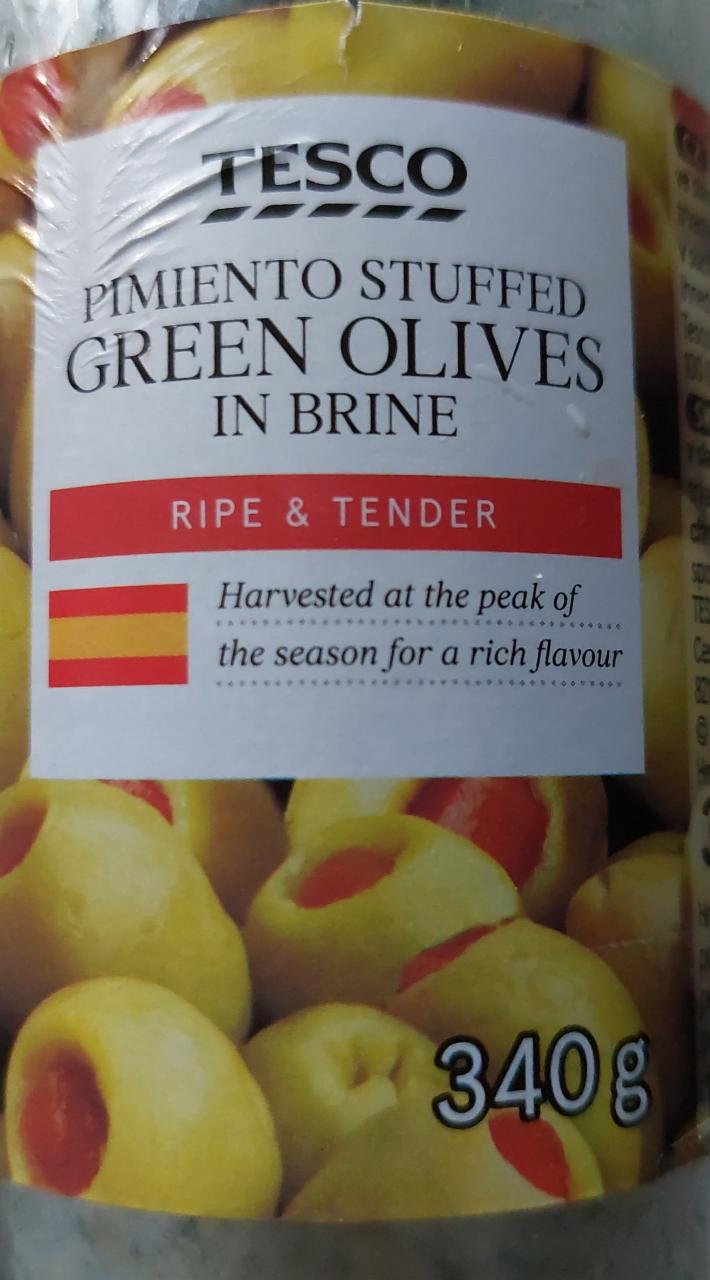 TESCO
PIMIENTO STUFFED
GREEN OLIVES
IN BRINE
RIPE & TENDER
Harvested at the peak of
the season for a rich flavour
340g